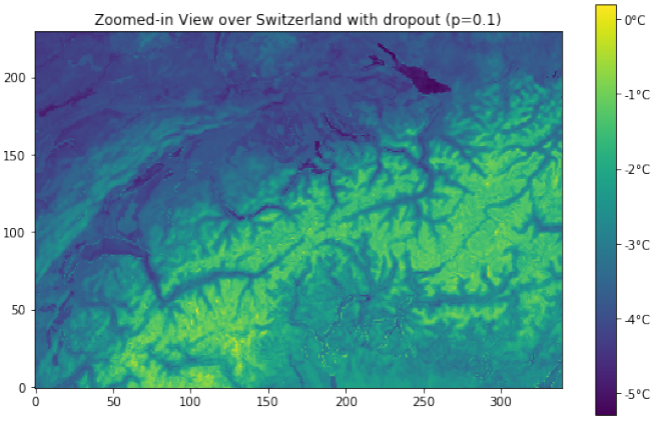 Zoomed-in View over Switzerland with dropout (p=0.1)
200
150
100
50
0
0 50 100 150 200 250 300
0°C
-1°C
-2°C
-3°C
-4°C
-5°C